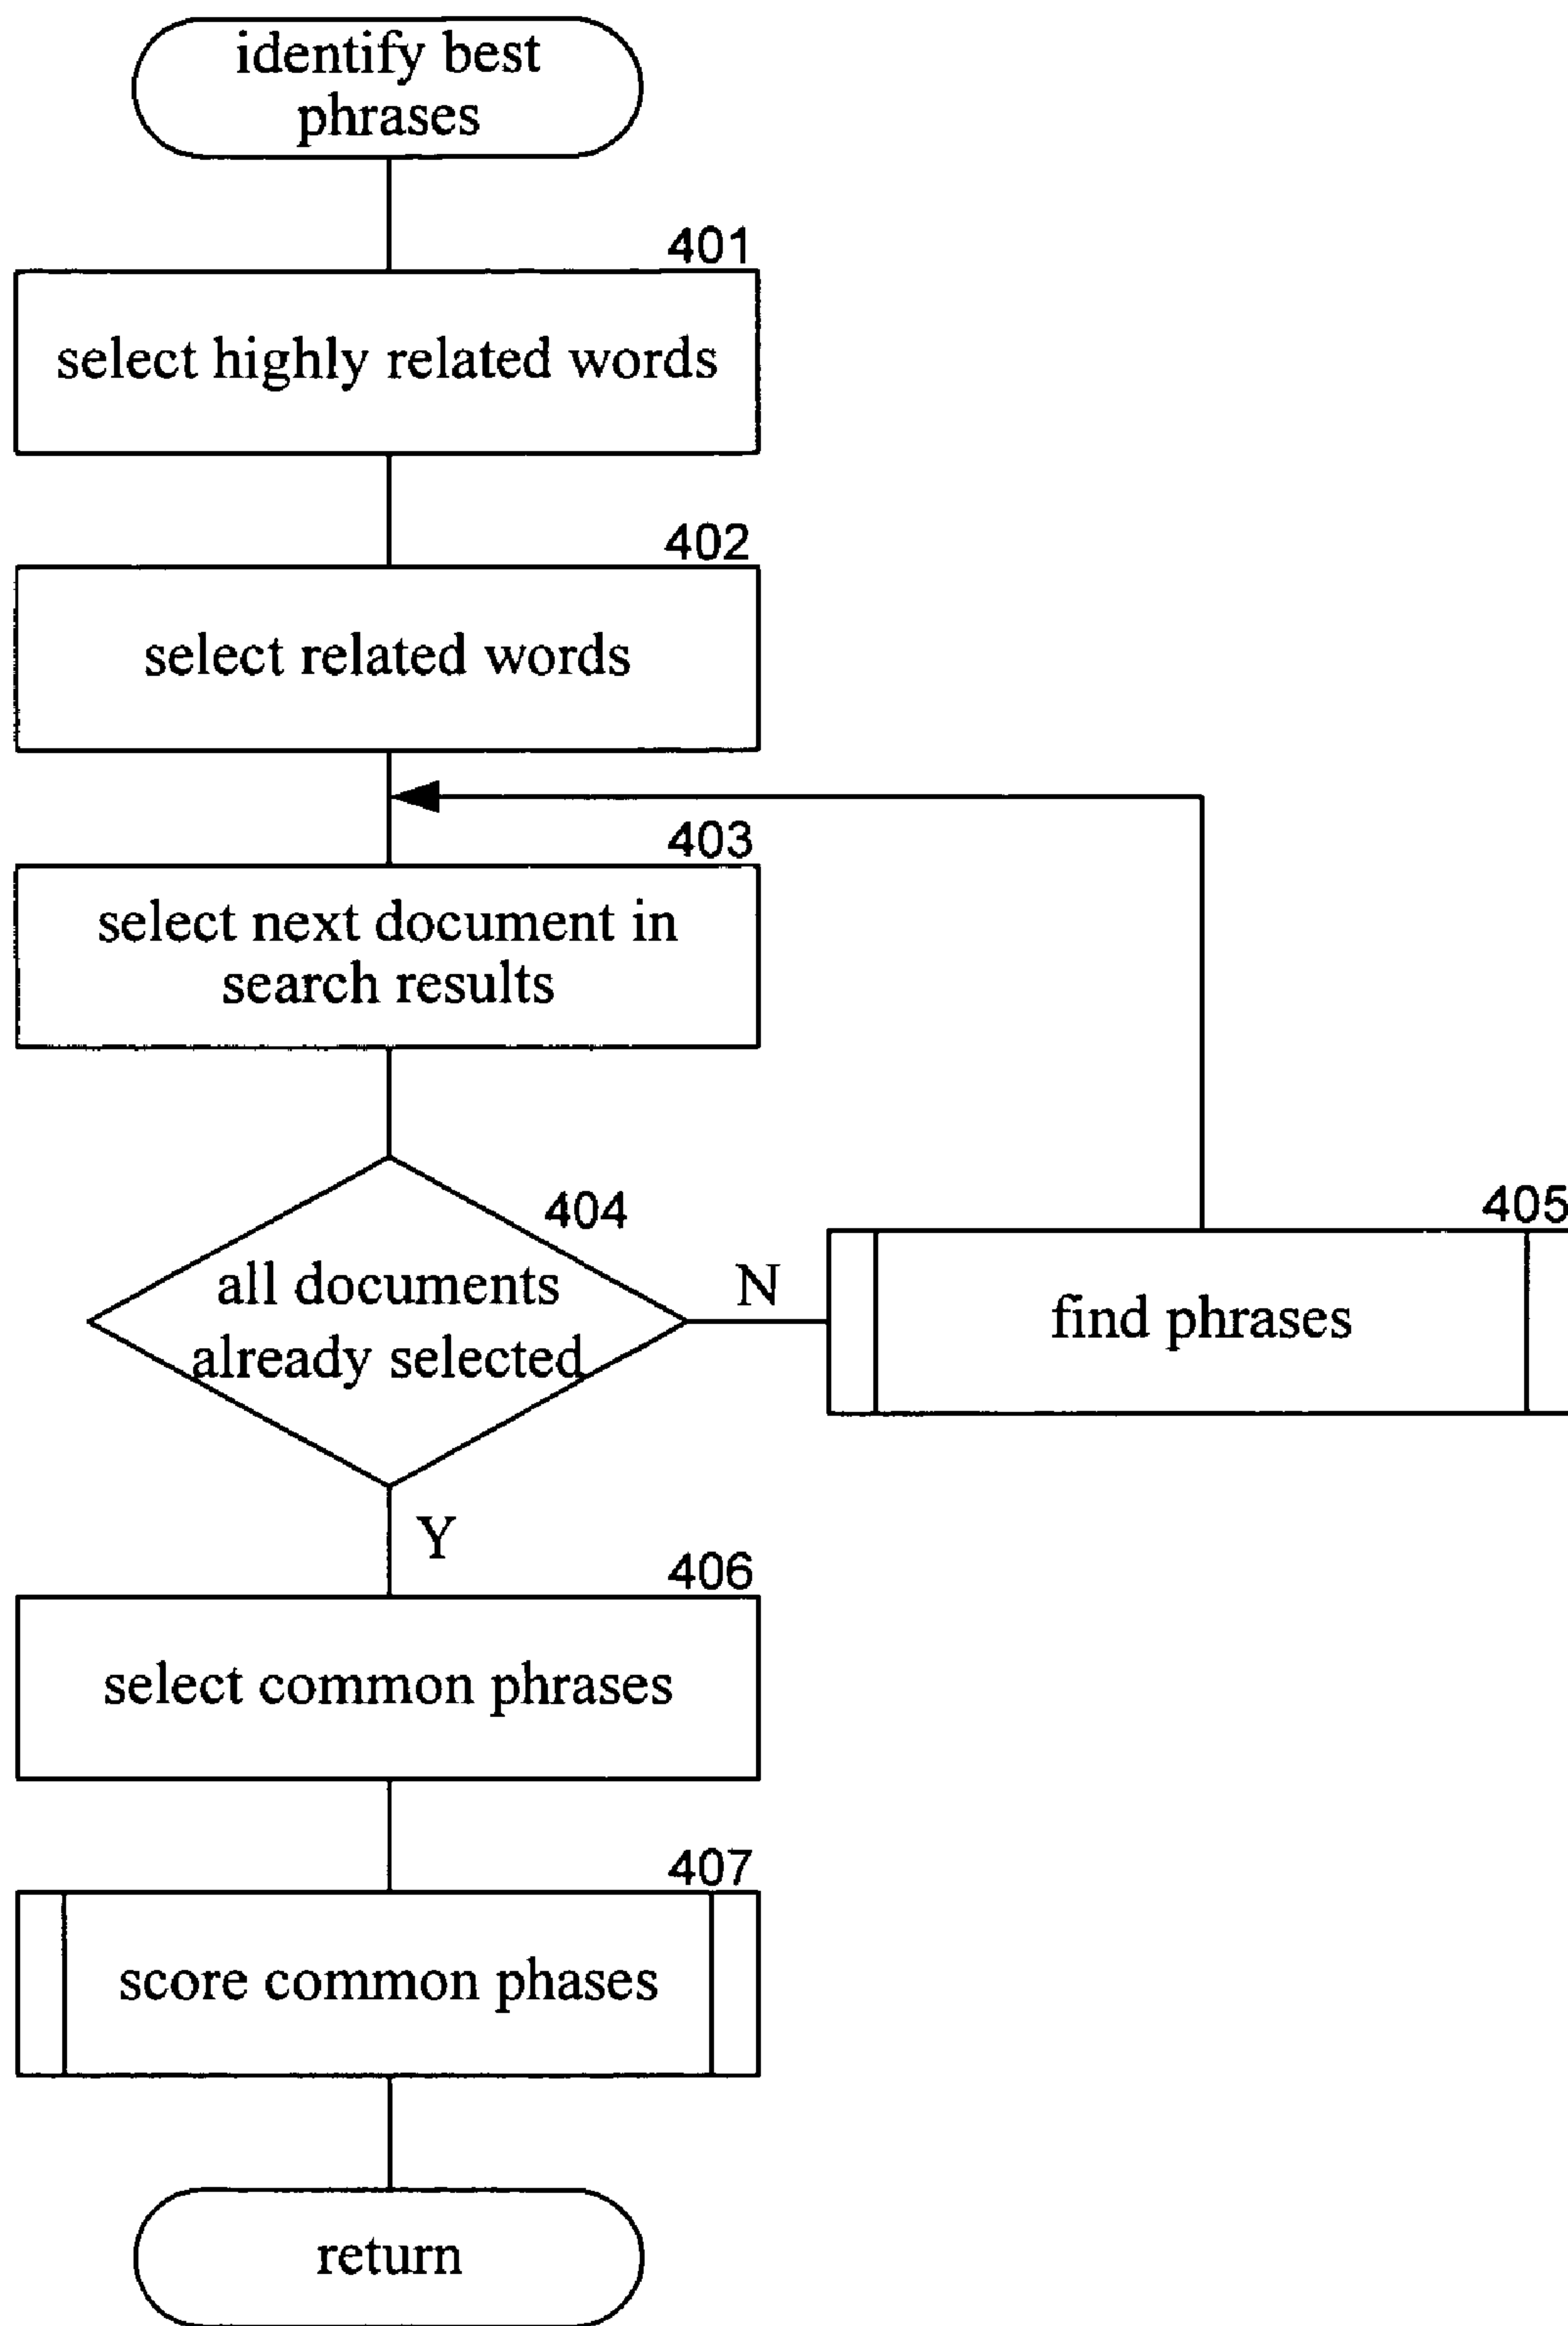 identify best
phrases
401
select highly related words
402
select related words
403
select next document in
search results
404
all documents
already selected
N
405
find phrases
Y
406
select common phrases
407
score common phases
return